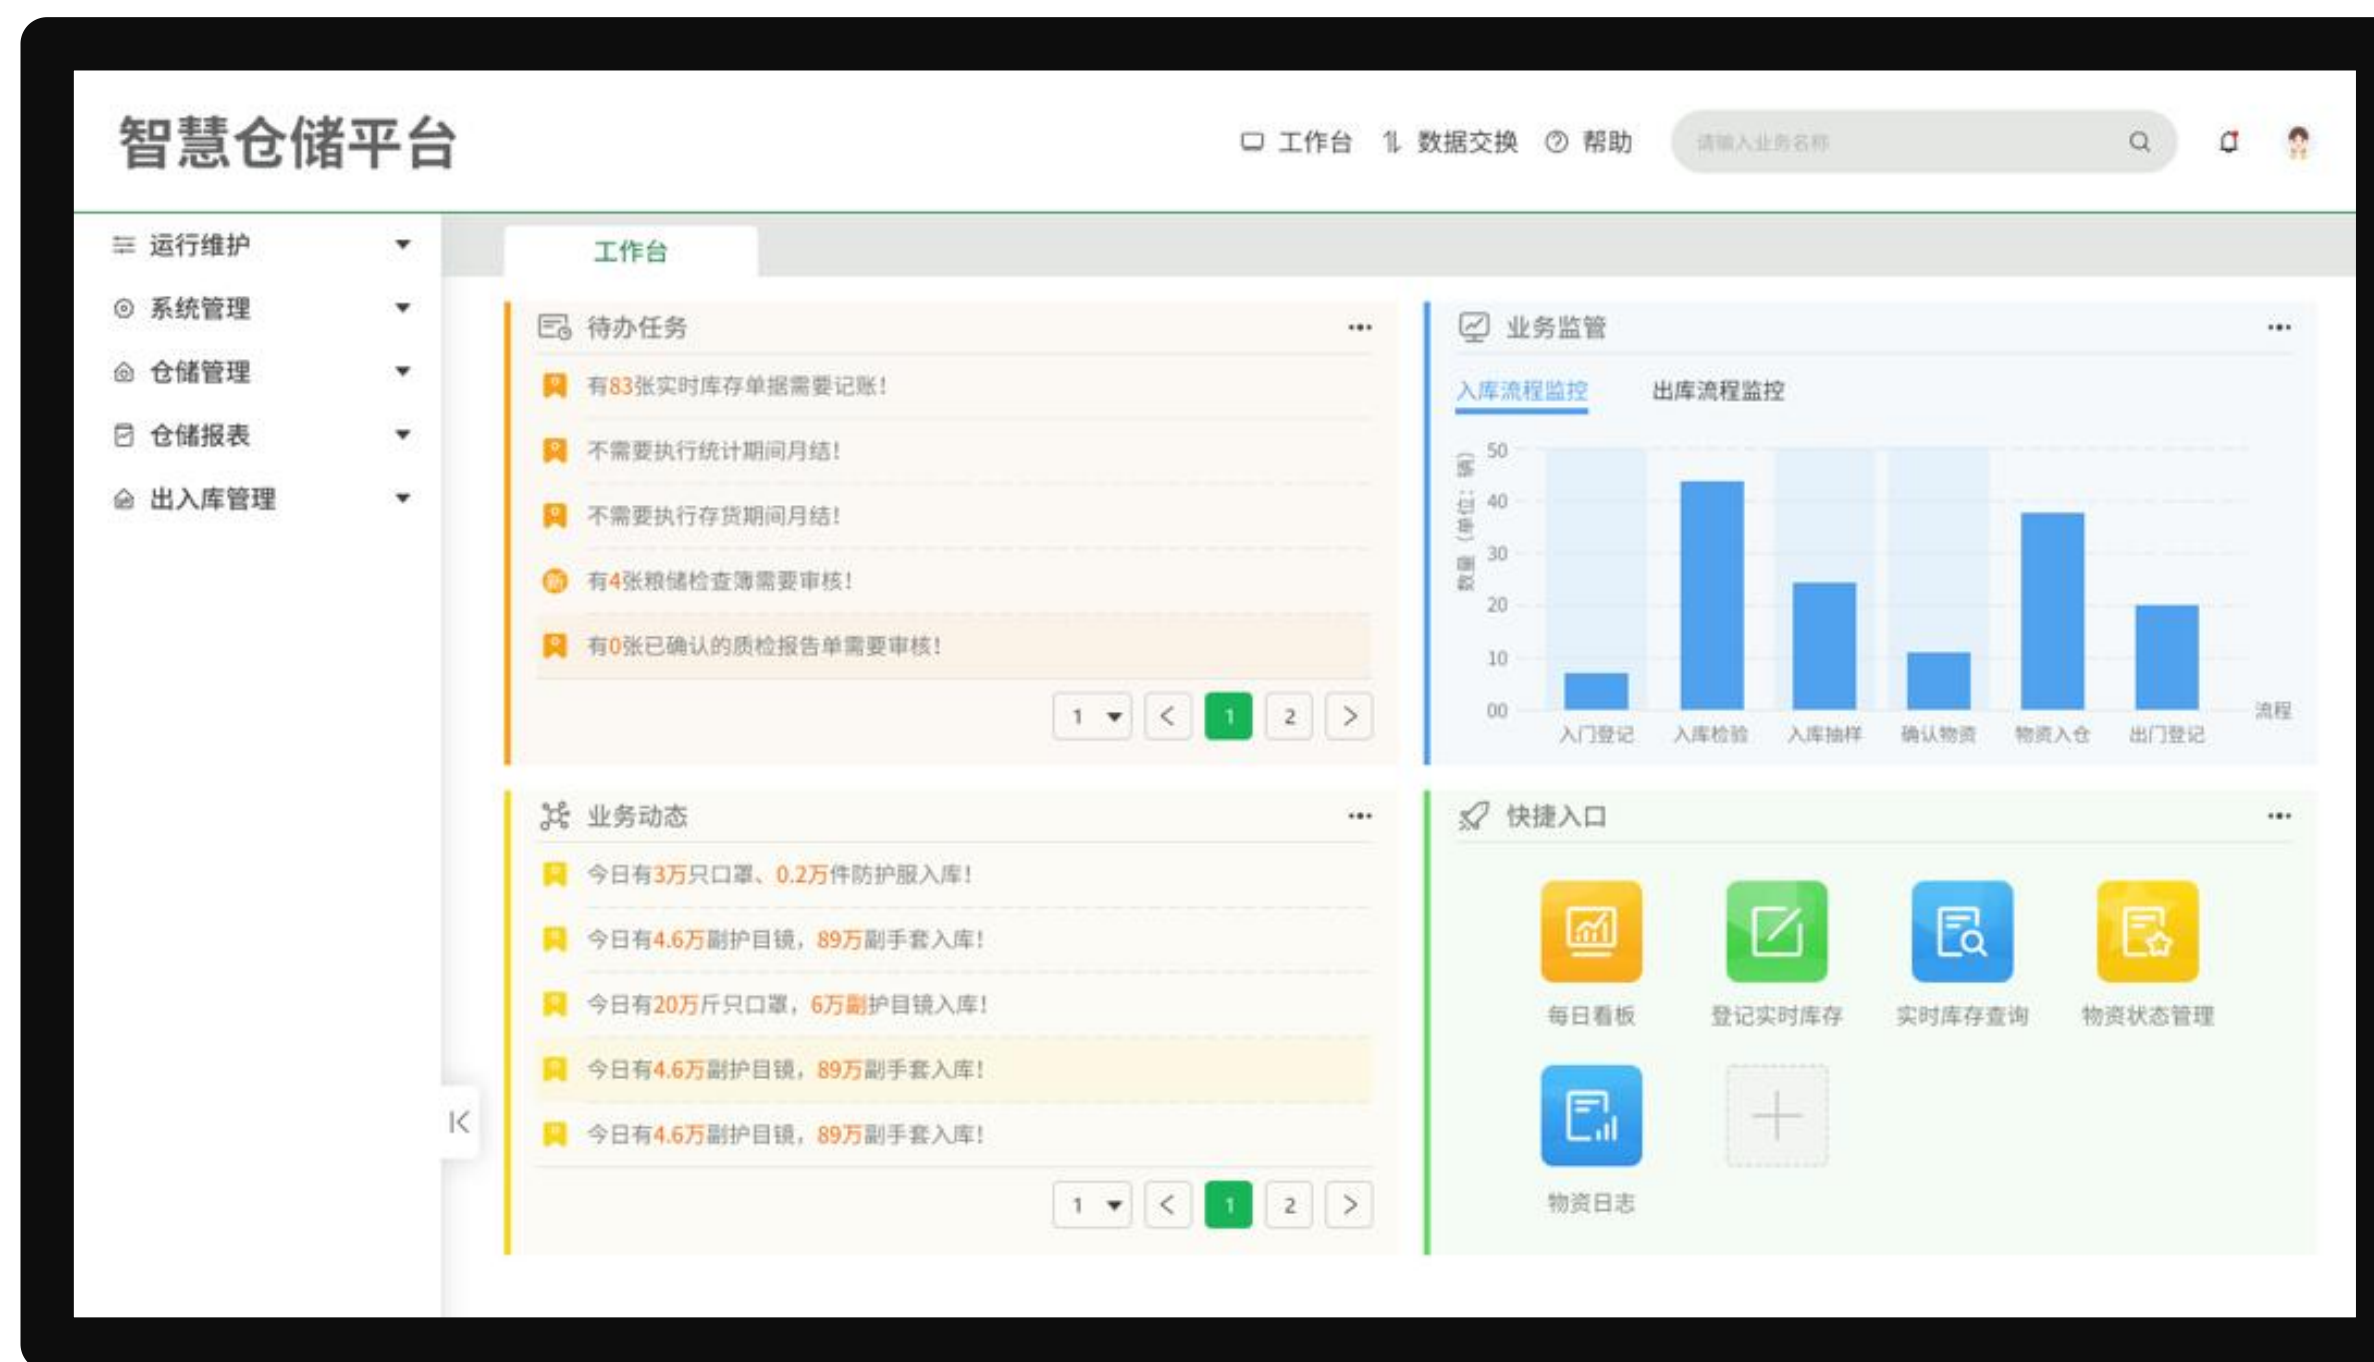 智慧仓储平台
工作台 数据交换 帮助 请输入业务名称
运行维护
系统管理
仓储管理
仓储报表
出入库管理
工作台
待办任务
有83张实时库存单据需要记账！
不需要执行统计期间月结！
不需要执行存货期间月结！
新 有4张粮储检查簿需要审核！
有0张已确认的质检报告单需要审核！
1 1 2
业务监管
入库流程监控 出库流程监控
数量（单位：辆）
50
40
30
20
10
00
入门登记 入库检验 入库抽样 确认物资 物资入仓 出门登记
流程
业务动态
今日有3万只口罩、0.2万件防护服入库！
今日有4.6万副护目镜，89万副手套入库！
今日有20万斤只口罩，6万副护目镜入库！
今日有4.6万副护目镜，89万副手套入库！
今日有4.6万副护目镜，89万副手套入库！
1 1 2
快捷入口
每日看板 登记实时库存 实时库存查询 物资状态管理
物资日志